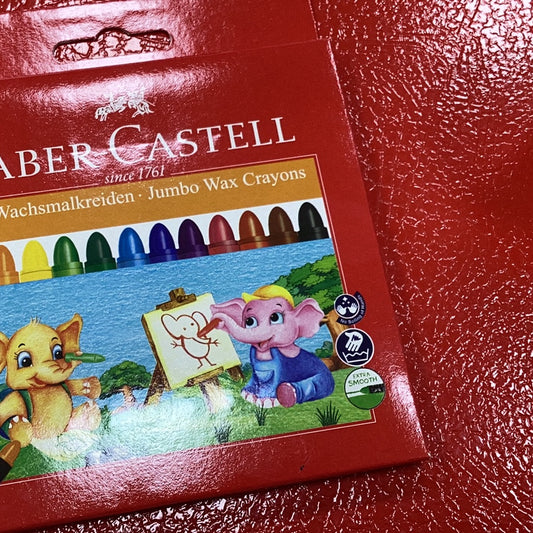 ABER CASTELL
since 1761
Wachsmalkreiden · Jumbo Wax Crayons
EXTRA
SMOOTH